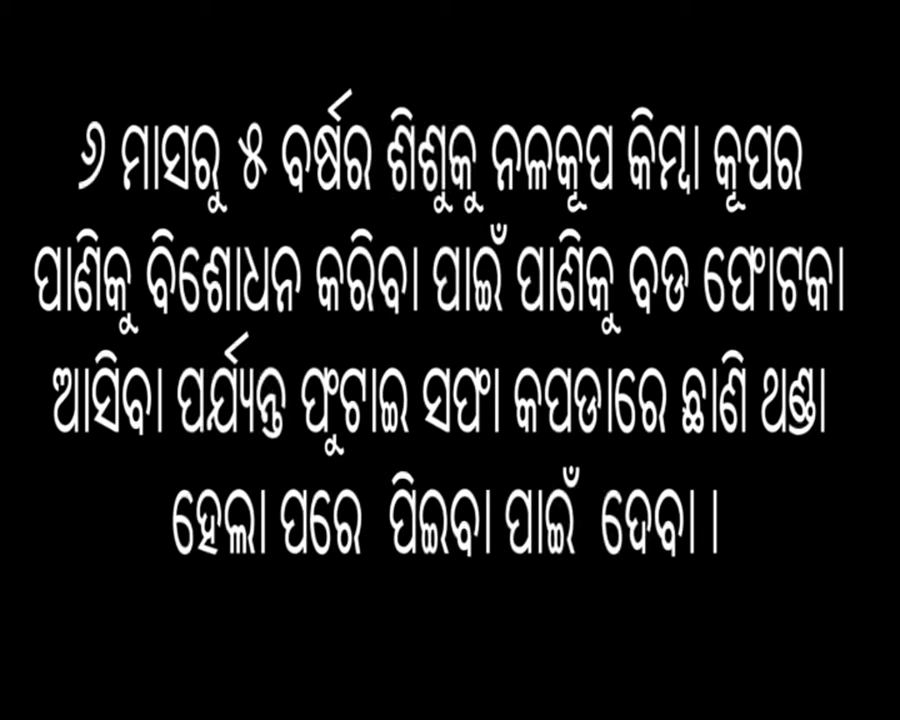 ୬ ମାସରୁ ୫ ବର୍ଷର ଶିଶୁକୁ ନଳକୂପ କିମ୍ବା କୂପର
ପାଣିକୁ ବିଶୋଧନ କରିବା ପାଇଁ ପାଣିକୁ ବଡ ଫୋଟକା
ଆସିବା ପର୍ଯ୍ୟନ୍ତ ଫୁଟାଇ ସଫା କପଡାରେ ଛାଣି ଥଣ୍ଡା
ହେଲା ପରେ ପିଇବା ପାଇଁ ଦେବା ।